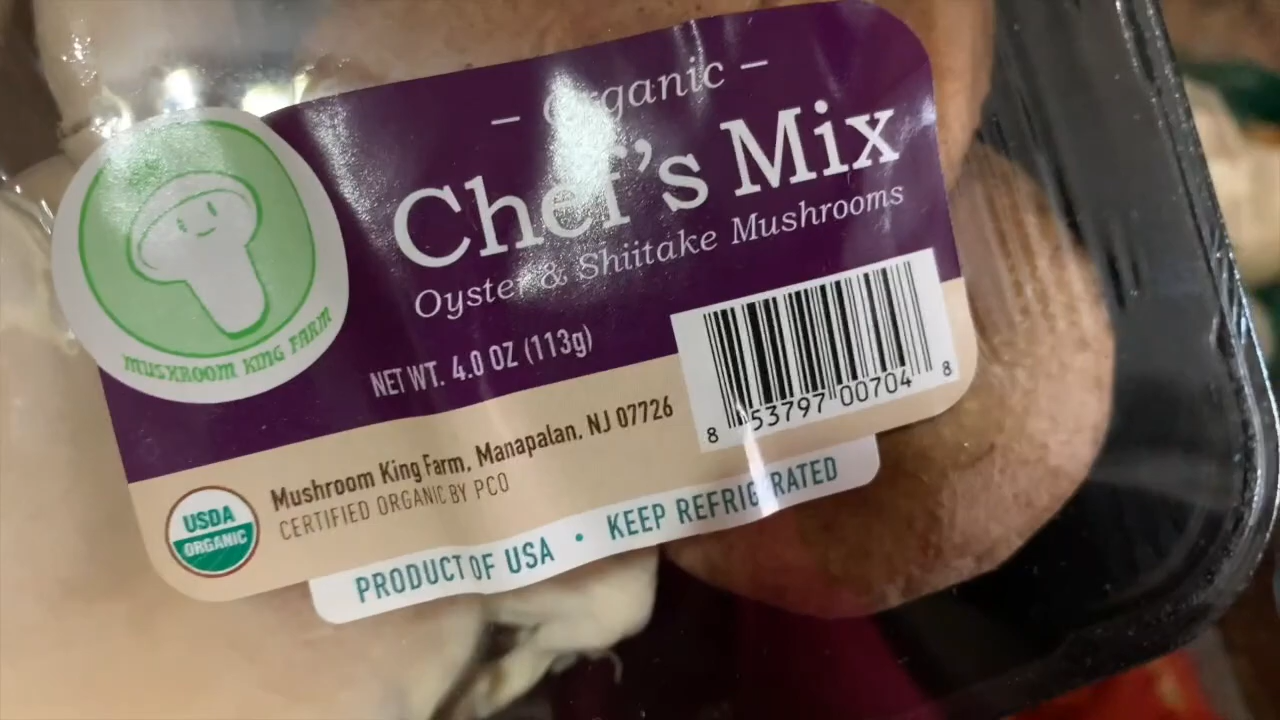 – Organic –
Chef's Mix
Oyster & Shiitake Mushrooms
MUSHROOM KING FARM
NET WT. 4.0 OZ (113g)
8 53797 00704 8
Mushroom King Farm, Manapalan, NJ 07726
CERTIFIED ORGANIC BY PCO
USDA
ORGANIC
PRODUCT OF USA • KEEP REFRIGERATED